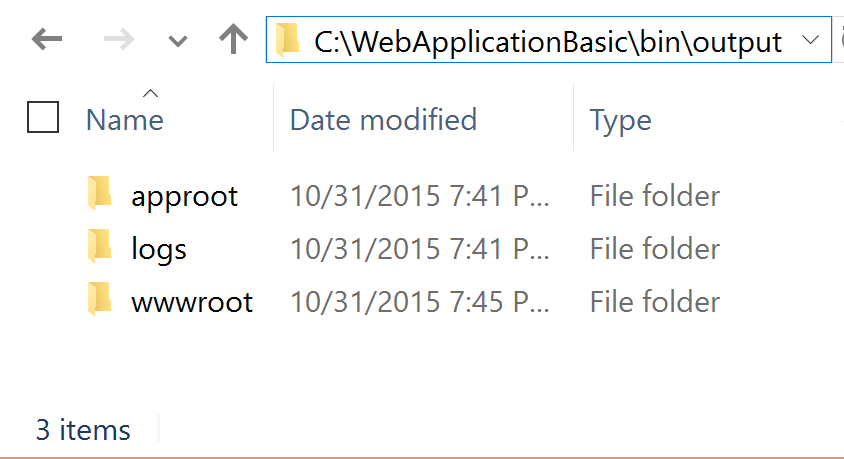 C:\WebApplicationBasic\bin\output
Name Date modified Type
approot 10/31/2015 7:41 P... File folder
logs 10/31/2015 7:41 P... File folder
wwwroot 10/31/2015 7:45 P... File folder
3 items